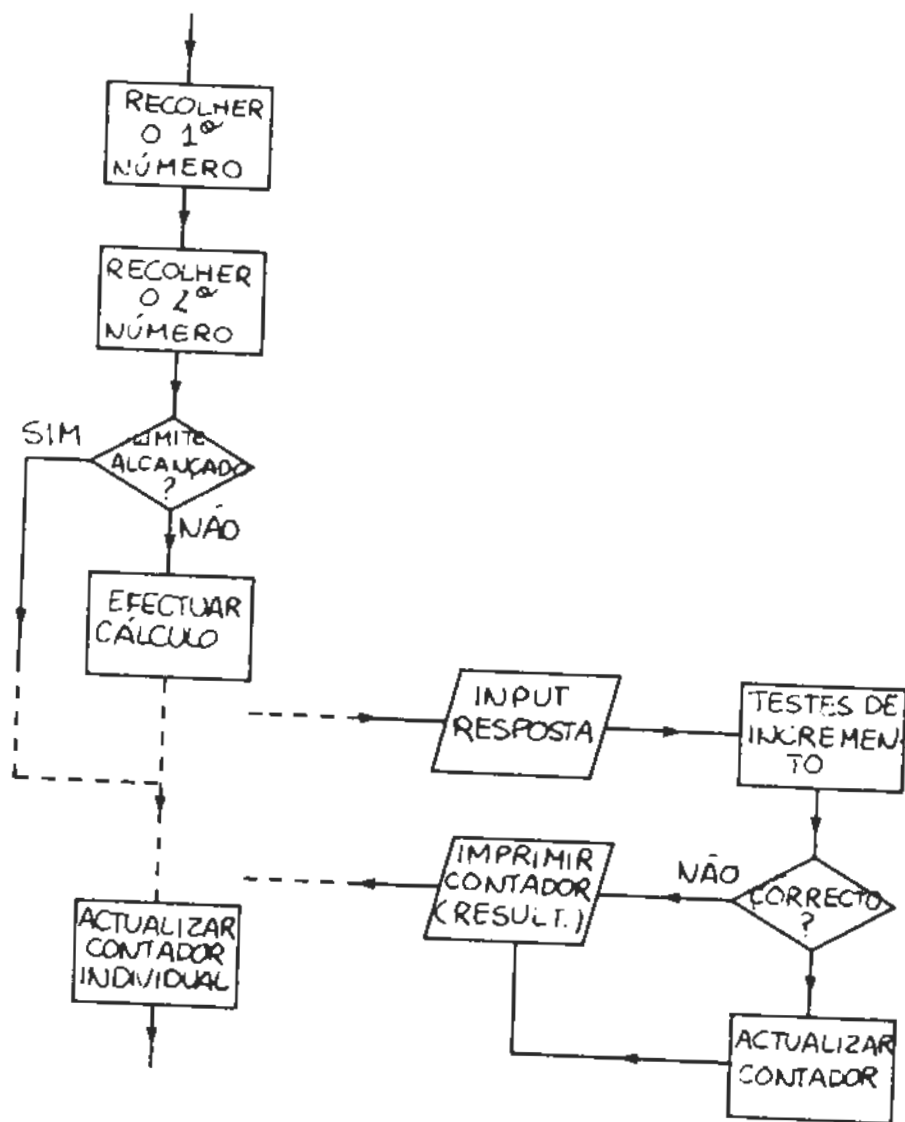 RECOLHER
O 1º
NÚMERO
RECOLHER
O 2º
NÚMERO
SIM
LIMITE
ALCANÇADO
?
NÃO
EFECTUAR
CÁLCULO
INPUT
RESPOSTA
TESTES DE
INCREMEN-
TO
IMPRIMIR
CONTADOR
(RESULT.)
NÃO
CORRECTO
?
ACTUALIZAR
CONTADOR
INDIVIDUAL
ACTUALIZAR
CONTADOR